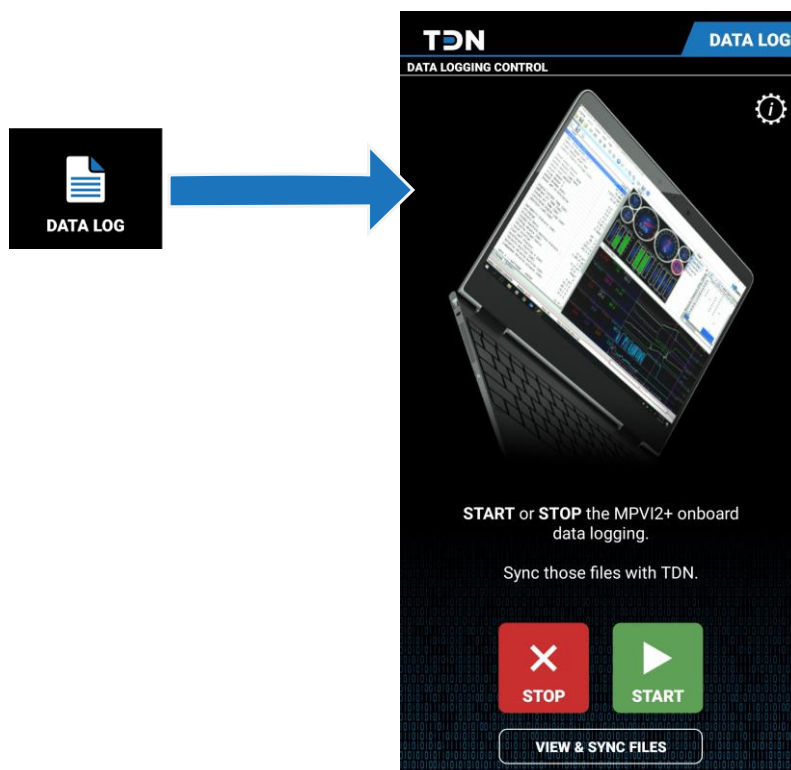 DATA LOG
TDN
DATA LOG
DATA LOGGING CONTROL
i
START or STOP the MPVI2+ onboard
data logging.
Sync those files with TDN.
STOP
START
VIEW & SYNC FILES